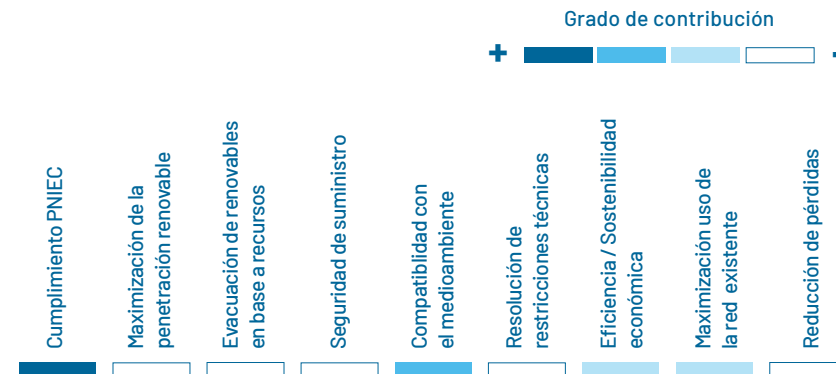 Grado de contribución
+ -
Cumplimiento PNIEC
Maximización de la
penetración renovable
Evacuación de renovables
en base a recursos
Seguridad de suministro
Compatiblidad con
el medioambiente
Resolución de
restricciones técnicas
Eficiencia / Sostenibilidad
económica
Maximización uso de
la red existente
Reducción de pérdidas